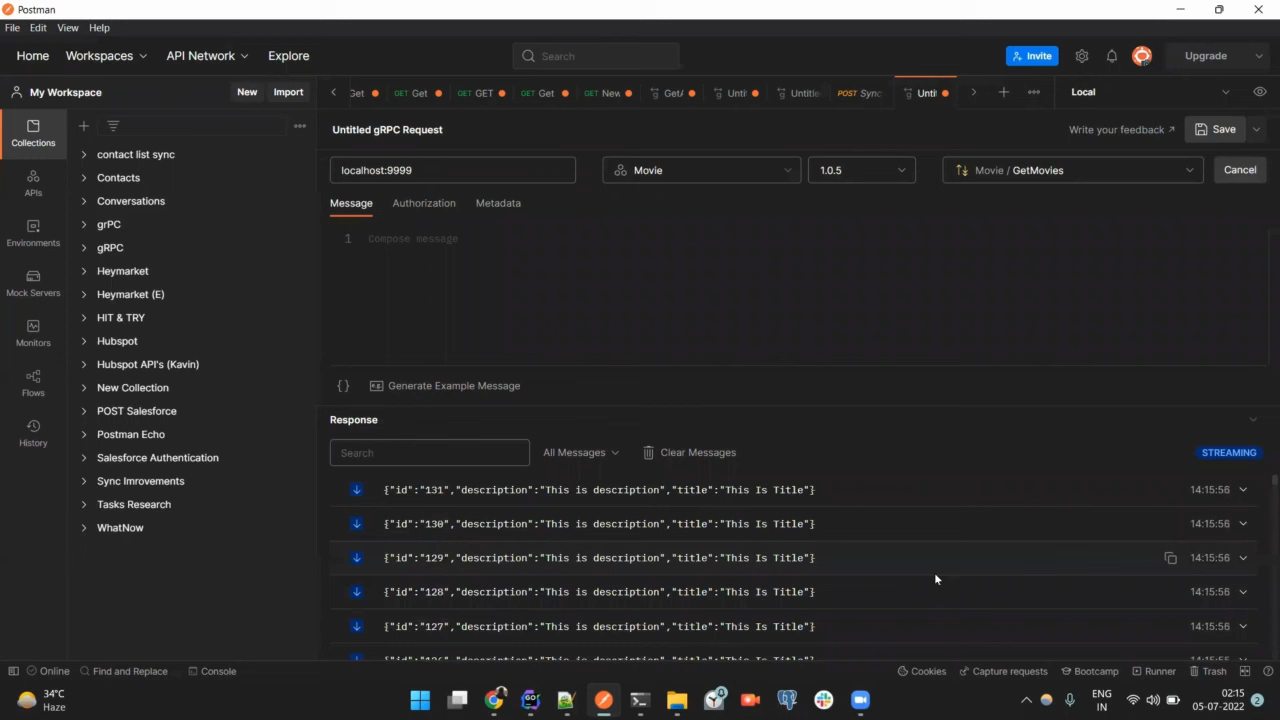 Postman
File Edit View Help
Home Workspaces API Network Explore Search Invite Upgrade
My Workspace New Import Get GET Get GET GET GET Get GET New Get Unti Untitle POST Sync Unti Local
Collections
APIs
Environments
Mock Servers
Monitors
Flows
History
contact list sync
Contacts
Conversations
grPC
gRPC
Heymarket
Heymarket (E)
HIT & TRY
Hubspot
Hubspot API's (Kavin)
New Collection
POST Salesforce
Postman Echo
Salesforce Authentication
Sync Imrovements
Tasks Research
WhatNow
Untitled gRPC Request Write your feedback Save
localhost:9999 Movie 1.0.5 Movie / GetMovies Cancel
Message Authorization Metadata
1 Compose message
{} Generate Example Message
Response
Search All Messages Clear Messages STREAMING
{"id":"131","description":"This is description","title":"This Is Title"} 14:15:56
{"id":"130","description":"This is description","title":"This Is Title"} 14:15:56
{"id":"129","description":"This is description","title":"This Is Title"} 14:15:56
{"id":"128","description":"This is description","title":"This Is Title"} 14:15:56
{"id":"127","description":"This is description","title":"This Is Title"} 14:15:56
Online Find and Replace Console Cookies Capture requests Bootcamp Runner Trash
34°C
Haze
ENG
IN
02:15
05-07-2022
2